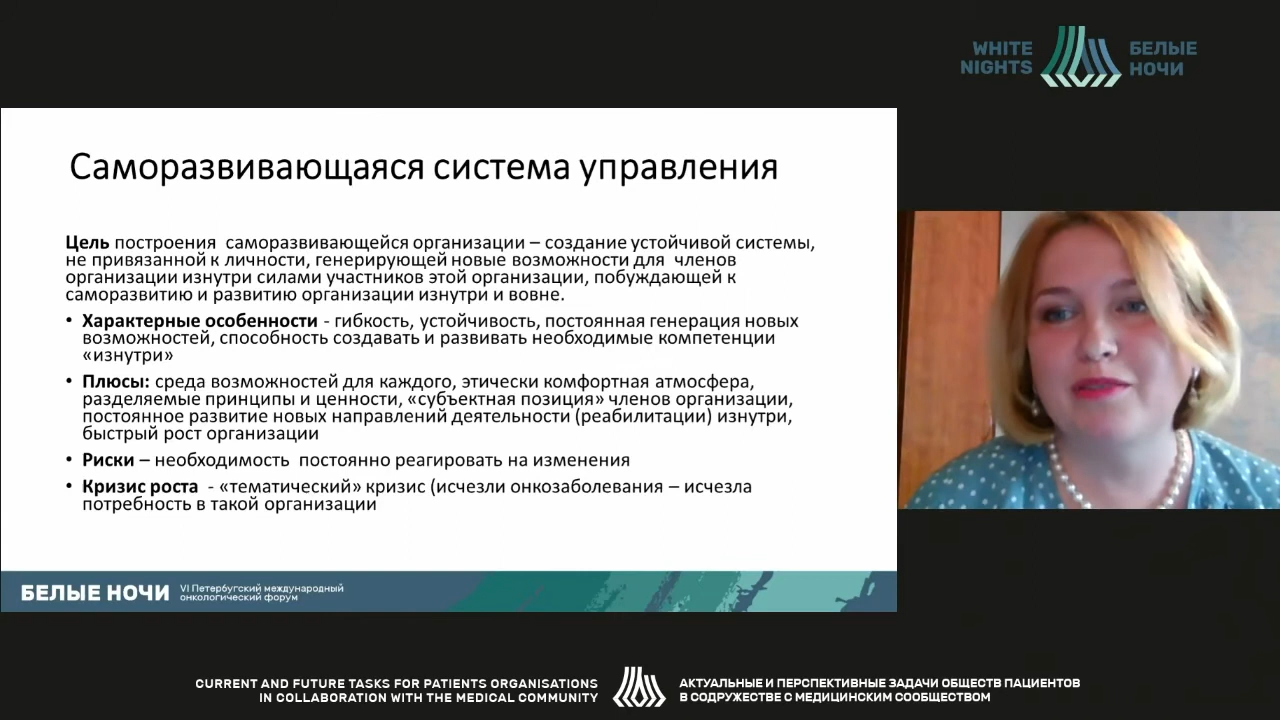 WHITE
NIGHTS
БЕЛЫЕ
НОЧИ
Саморазвивающаяся система управления
Цель построения саморазвивающейся организации – создание устойчивой системы,
не привязанной к личности, генерирующей новые возможности для членов
организации изнутри силами участников этой организации, побуждающей к
саморазвитию и развитию организации изнутри и вовне.
• Характерные особенности - гибкость, устойчивость, постоянная генерация новых
возможностей, способность создавать и развивать необходимые компетенции
«изнутри»
• Плюсы: среда возможностей для каждого, этически комфортная атмосфера,
разделяемые принципы и ценности, «субъектная позиция» членов организации,
постоянное развитие новых направлений деятельности (реабилитации) изнутри,
быстрый рост организации
• Риски – необходимость постоянно реагировать на изменения
• Кризис роста - «тематический» кризис (исчезли онкозаболевания – исчезла
потребность в такой организации
БЕЛЫЕ НОЧИ
VI Петербугский международный
онкологический форум
CURRENT AND FUTURE TASKS FOR PATIENTS ORGANISATIONS
IN COLLABORATION WITH THE MEDICAL COMMUNITY
АКТУАЛЬНЫЕ И ПЕРСПЕКТИВНЫЕ ЗАДАЧИ ОБЩЕСТВ ПАЦИЕНТОВ
В СОДРУЖЕСТВЕ С МЕДИЦИНСКИМ СООБЩЕСТВОМ